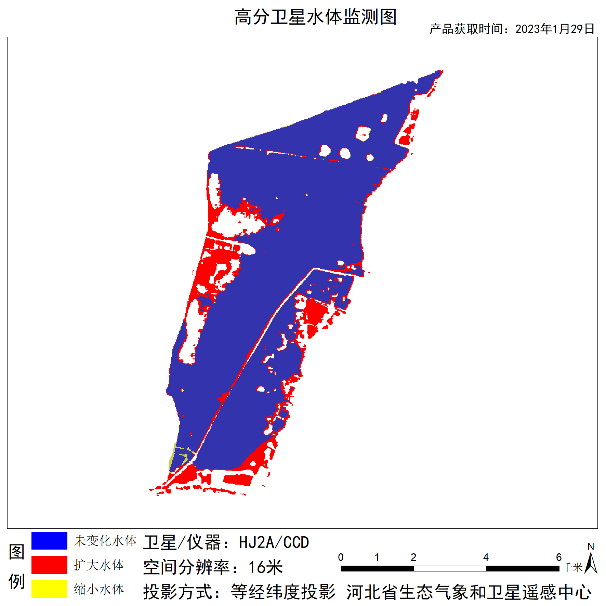 高分卫星水体监测图
产品获取时间：2023年1月29日
N
图例
未变化水体
扩大水体
缩小水体
卫星/仪器：HJ2A/CCD
空间分辨率：16米
投影方式：等经纬度投影 河北省生态气象和卫星遥感中心
0 1 2 4 6 千米